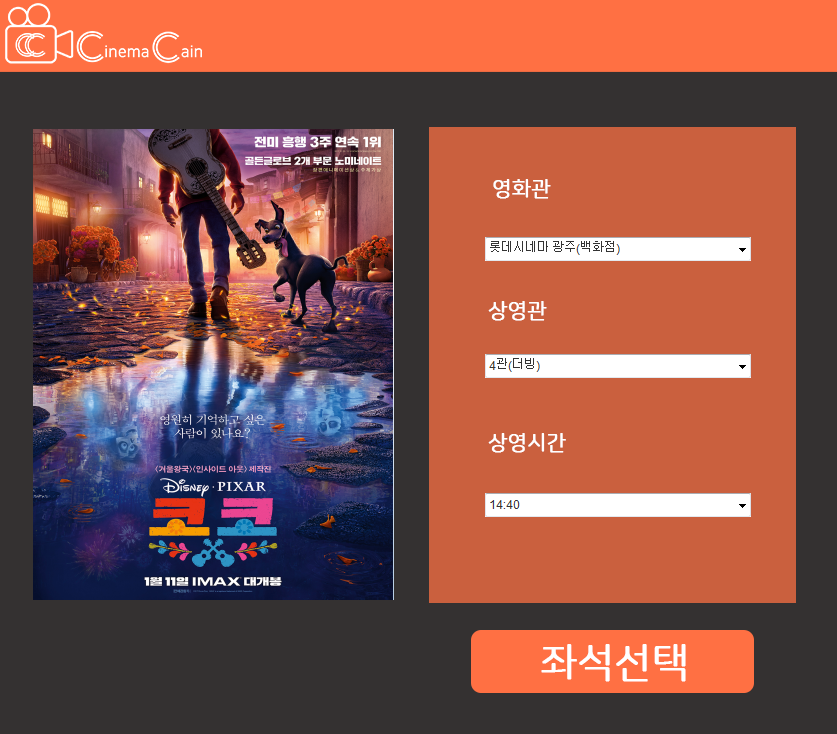 CC Cinema Cain
전미 흥행 3주 연속 1위
골든글로브 2개 부문 노미네이트
영원히 기억하고 싶은
사람이 있나요?
<겨울왕국><인사이드 아웃> 제작진
Disney · PIXAR
코코
1월 11일 IMAX 대개봉
영화관
롯데시네마 광주(백화점)
상영관
4관(더빙)
상영시간
14:40
좌석선택